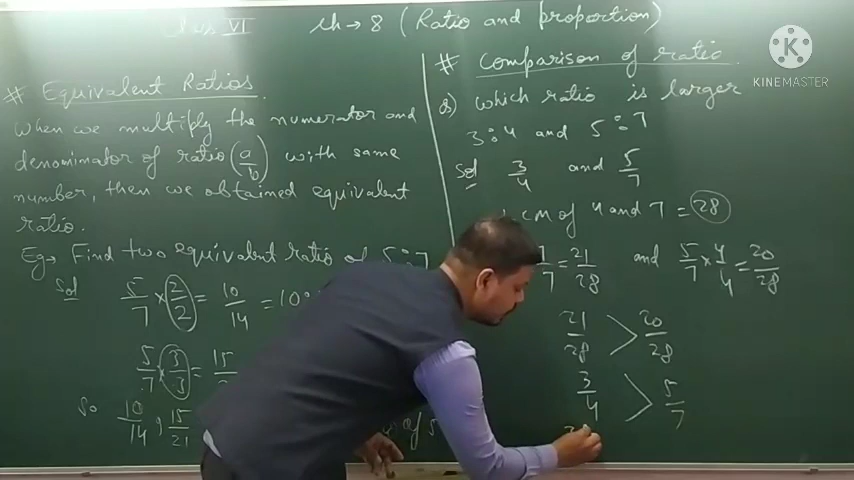 Class VI ch → 8 (Ratio and proportion)
# Equivalent Ratios
When we multiply the numerator and
denominator of ratio (a/b) with same
number, then we obtained equivalent
ratio.
Eg → Find two equivalent ratio of 5:7
Sol 5/7 × 2/2 = 10/14 = 10:
5/7 × 3/3 = 15
So 10/14, 15/21 of 5
# Comparison of ratio
Q) Which ratio is larger
3:4 and 5:7
Sol 3/4 and 5/7
CM of 4 and 7 = 28
7 = 21/28 and 5/7 × 4/4 = 20/28
21/28 > 20/28
3/4 > 5/7
KINEMASTER